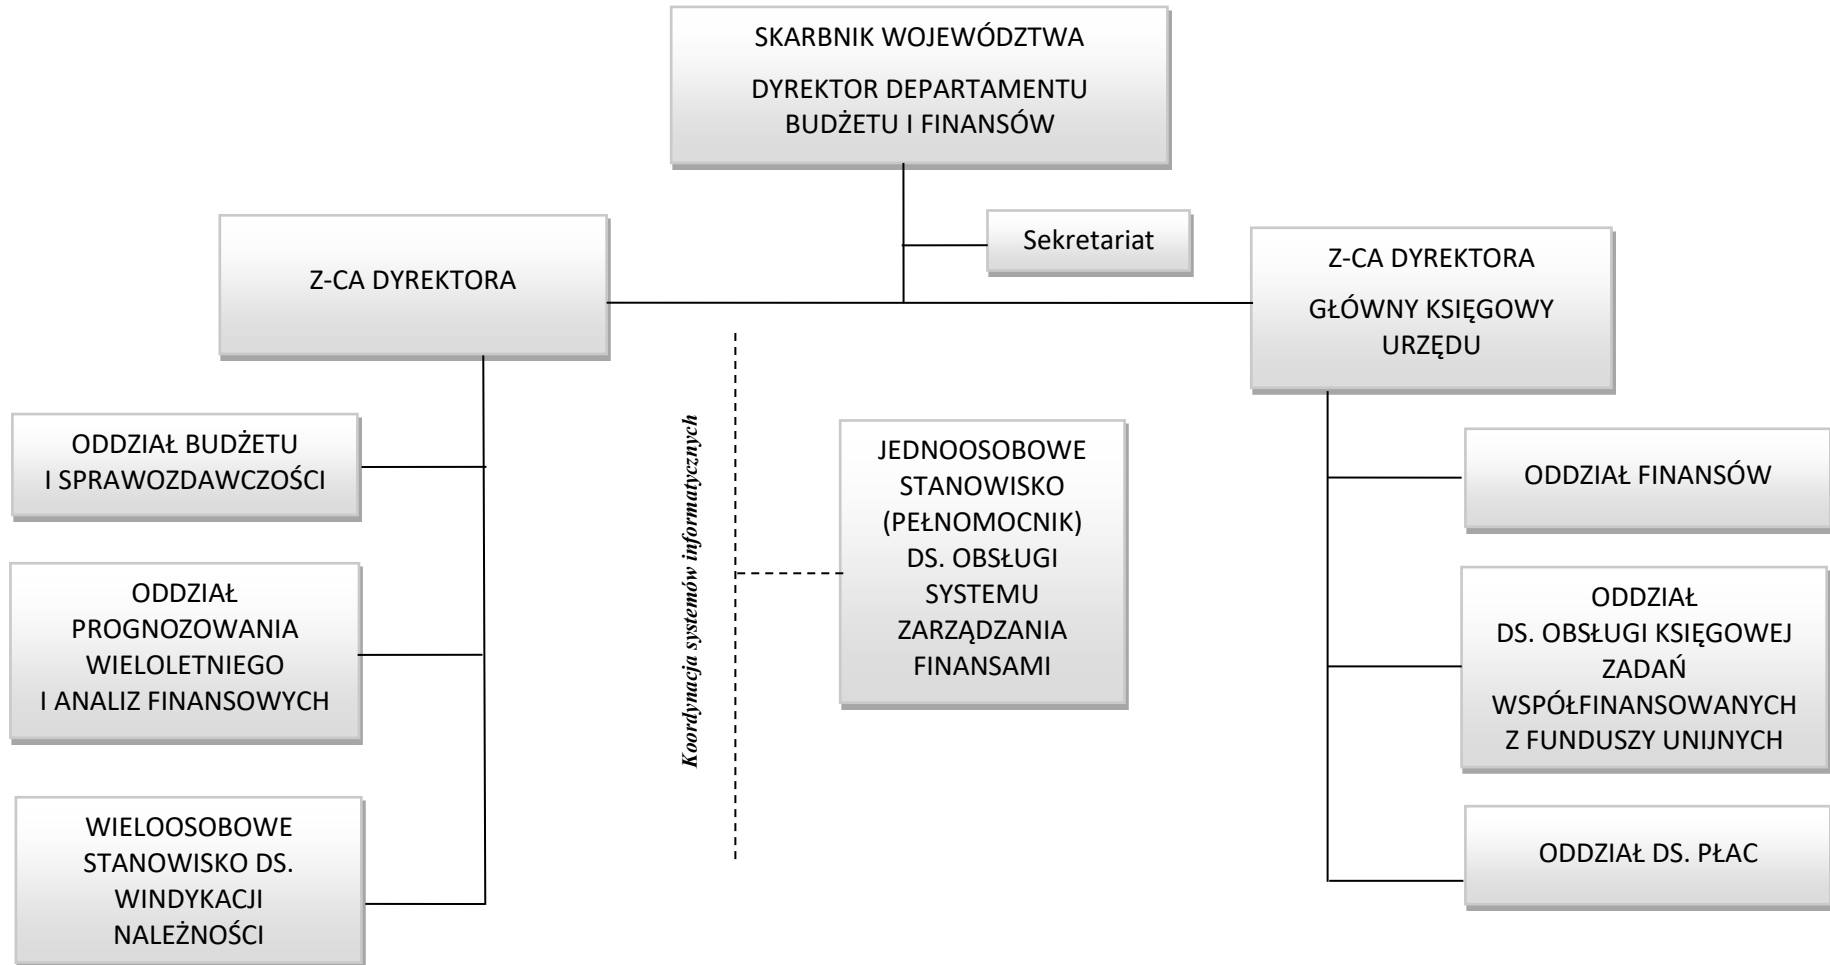 SKARBNIK WOJEWÓDZTWA
DYREKTOR DEPARTAMENTU
BUDŻETU I FINANSÓW
Sekretariat
Z-CA DYREKTORA
Z-CA DYREKTORA
GŁÓWNY KSIĘGOWY
URZĘDU
ODDZIAŁ BUDŻETU
I SPRAWOZDAWCZOŚCI
ODDZIAŁ
PROGNOZOWANIA
WIELOLETNIEGO
I ANALIZ FINANSOWYCH
WIELOOSOBOWE
STANOWISKO DS.
WINDYKACJI
NALEŻNOŚCI
Koordynacja systemów informatycznych
JEDNOOSOBOWE
STANOWISKO
(PEŁNOMOCNIK)
DS. OBSŁUGI
SYSTEMU
ZARZĄDZANIA
FINANSAMI
ODDZIAŁ FINANSÓW
ODDZIAŁ
DS. OBSŁUGI KSIĘGOWEJ
ZADAŃ
WSPÓŁFINANSOWANYCH
Z FUNDUSZY UNIJNYCH
ODDZIAŁ DS. PŁAC